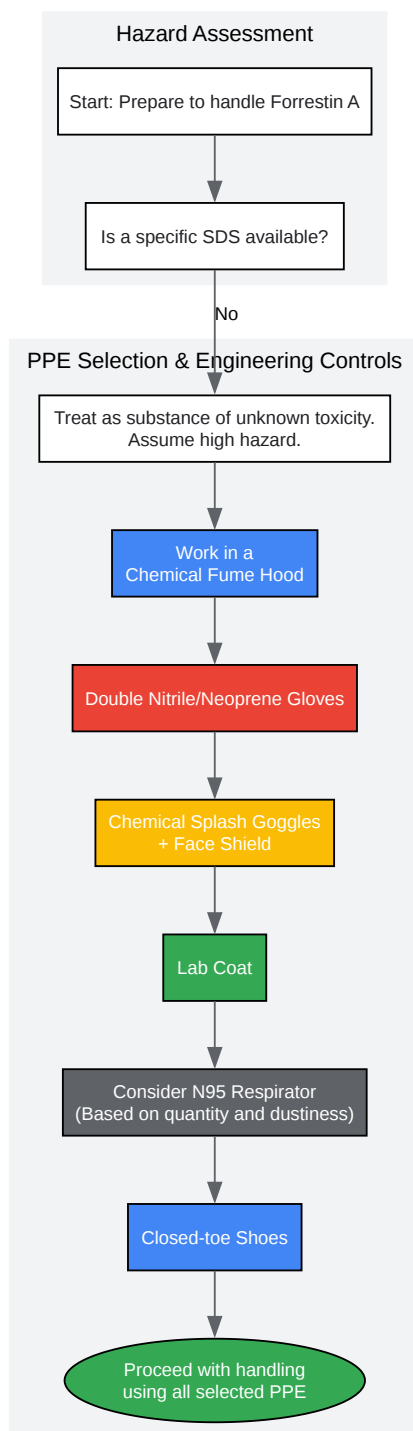 Hazard Assessment
Start: Prepare to handle Forrestin A
Is a specific SDS available?
No
PPE Selection & Engineering Controls
Treat as substance of unknown toxicity.
Assume high hazard.
Work in a
Chemical Fume Hood
Double Nitrile/Neoprene Gloves
Chemical Splash Goggles
+ Face Shield
Lab Coat
Consider N95 Respirator
(Based on quantity and dustiness)
Closed-toe Shoes
Proceed with handling
using all selected PPE